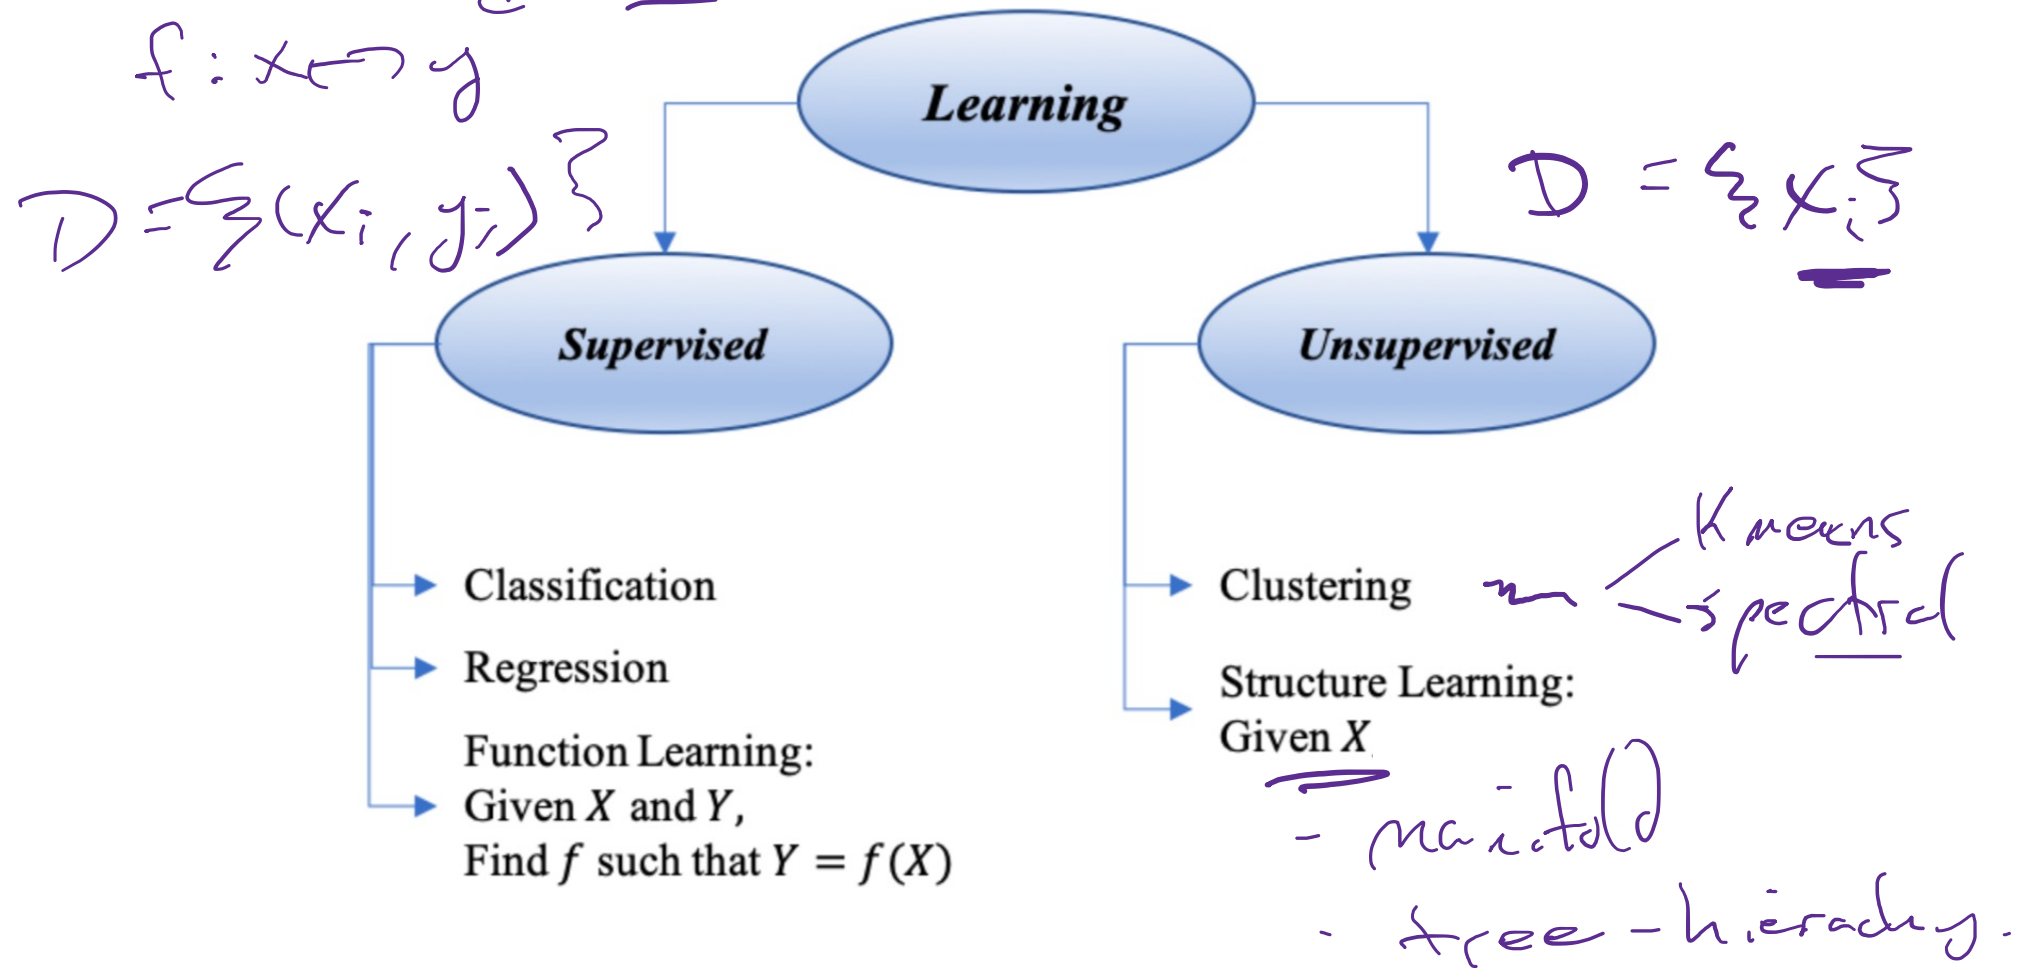 f : x ↦ y
Learning
D = {(xi, yi)}
D = {xi}
Supervised
Unsupervised
Classification
Regression
Function Learning:
Given X and Y,
Find f such that Y = f(X)
Clustering
K means
spectral
Structure Learning:
Given X
- manifold
- tree - hierachy.